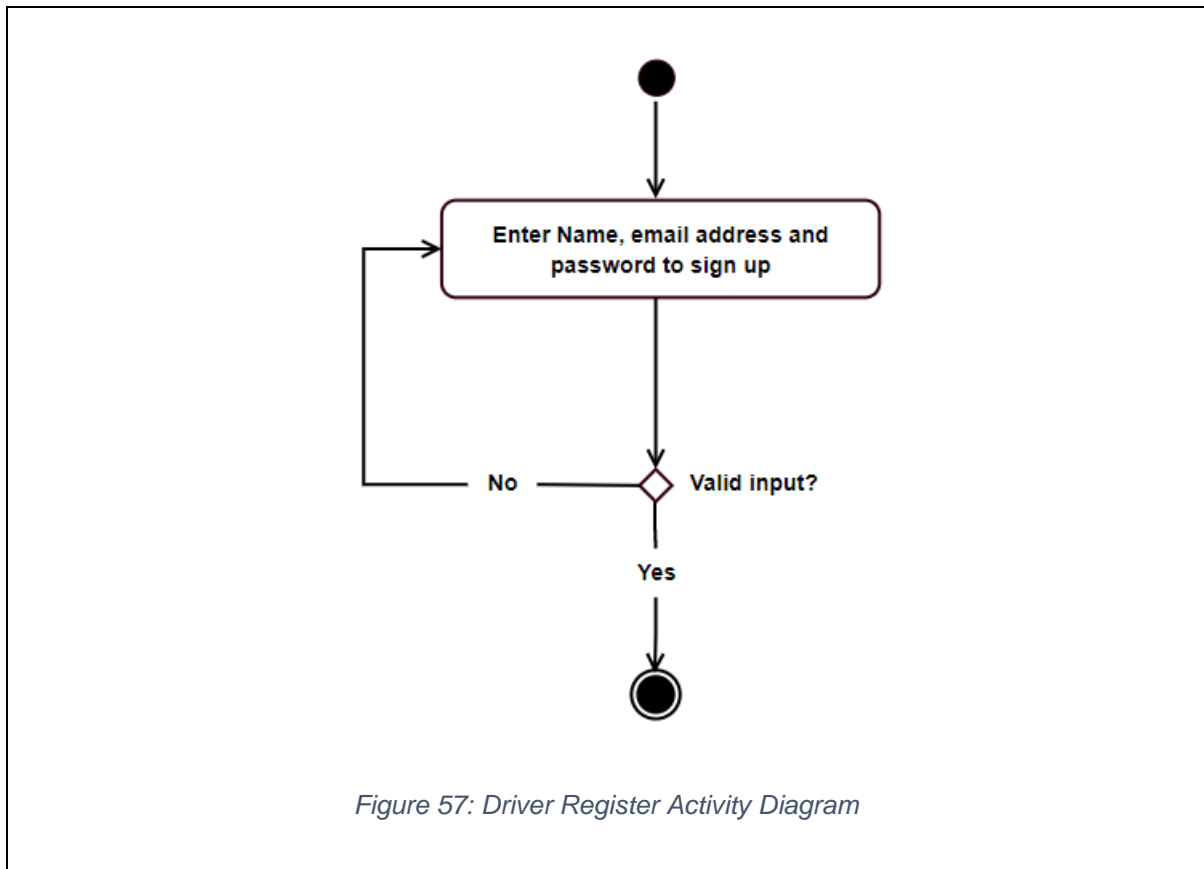 Enter Name, email address and
password to sign up
No
Valid input?
Yes
Figure 57: Driver Register Activity Diagram